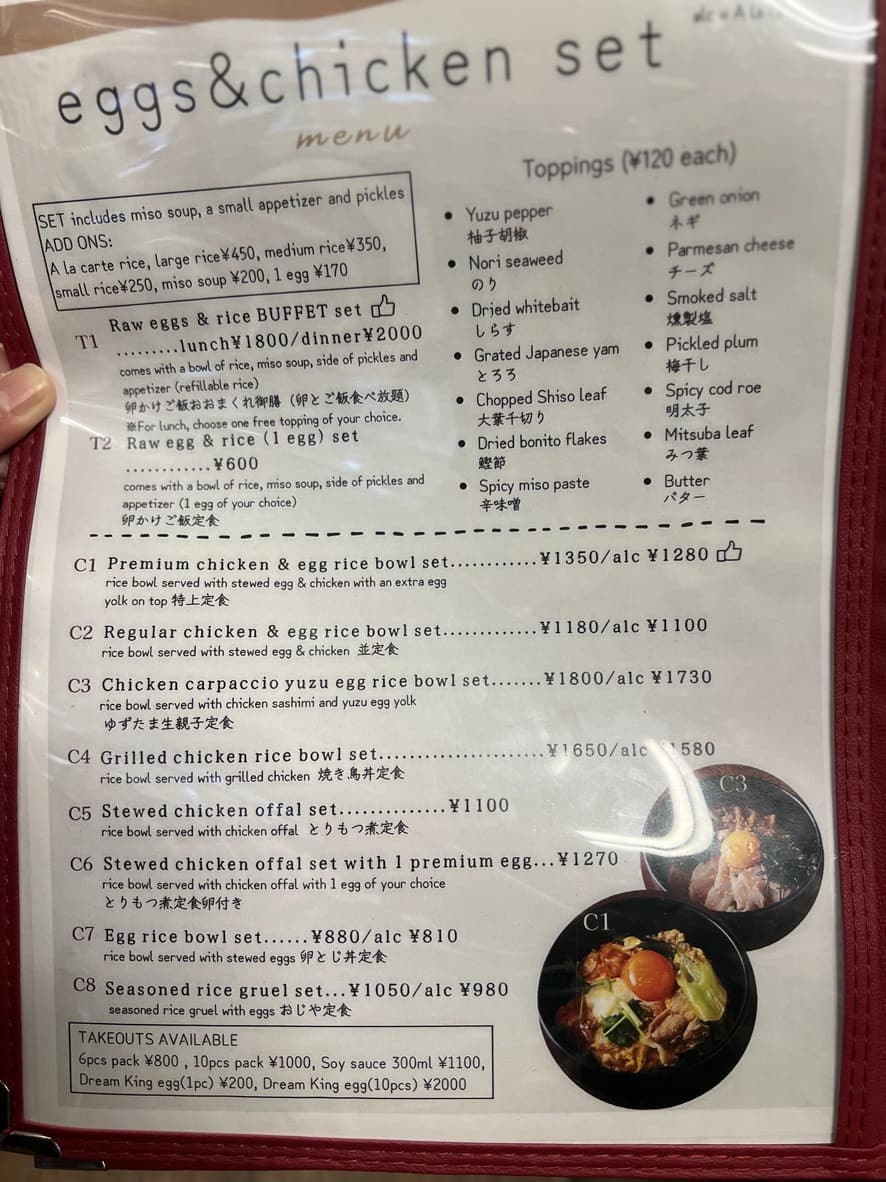 alc = A La
eggs&chicken set
menu
SET includes miso soup, a small appetizer and pickles
ADD ONS:
A la carte rice, large rice¥450, medium rice¥350,
small rice¥250, miso soup ¥200, 1 egg ¥170
T1 Raw eggs & rice BUFFET set
.........lunch¥1800/dinner¥2000
comes with a bowl of rice, miso soup, side of pickles and
appetizer (refillable rice)
卵かけご飯おおまくれ御膳（卵とご飯食べ放題）
※For lunch, choose one free topping of your choice.
T2 Raw egg & rice (1 egg) set
............¥600
comes with a bowl of rice, miso soup, side of pickles and
appetizer (1 egg of your choice)
卵かけご飯定食
Toppings (¥120 each)
• Yuzu pepper
柚子胡椒
• Nori seaweed
のり
• Dried whitebait
しらす
• Grated Japanese yam
とろろ
• Chopped Shiso leaf
大葉千切り
• Dried bonito flakes
鰹節
• Spicy miso paste
辛味噌
• Green onion
ネギ
• Parmesan cheese
チーズ
• Smoked salt
燻製塩
• Pickled plum
梅干し
• Spicy cod roe
明太子
• Mitsuba leaf
みつ葉
• Butter
バター
C1 Premium chicken & egg rice bowl set............¥1350/alc ¥1280
rice bowl served with stewed egg & chicken with an extra egg
yolk on top 特上定食
C2 Regular chicken & egg rice bowl set.............¥1180/alc ¥1100
rice bowl served with stewed egg & chicken 並定食
C3 Chicken carpaccio yuzu egg rice bowl set.......¥1800/alc ¥1730
rice bowl served with chicken sashimi and yuzu egg yolk
ゆずたま生親子定食
C4 Grilled chicken rice bowl set......................¥1650/alc ¥1580
rice bowl served with grilled chicken 焼き鳥丼定食
C5 Stewed chicken offal set..............¥1100
rice bowl served with chicken offal とりもつ煮定食
C6 Stewed chicken offal set with 1 premium egg...¥1270
rice bowl served with chicken offal with 1 egg of your choice
とりもつ煮定食卵付き
C7 Egg rice bowl set......¥880/alc ¥810
rice bowl served with stewed eggs 卵とじ丼定食
C8 Seasoned rice gruel set...¥1050/alc ¥980
seasoned rice gruel with eggs おじや定食
C3
C1
TAKEOUTS AVAILABLE
6pcs pack ¥800 , 10pcs pack ¥1000, Soy sauce 300ml ¥1100,
Dream King egg(1pc) ¥200, Dream King egg(10pcs) ¥2000